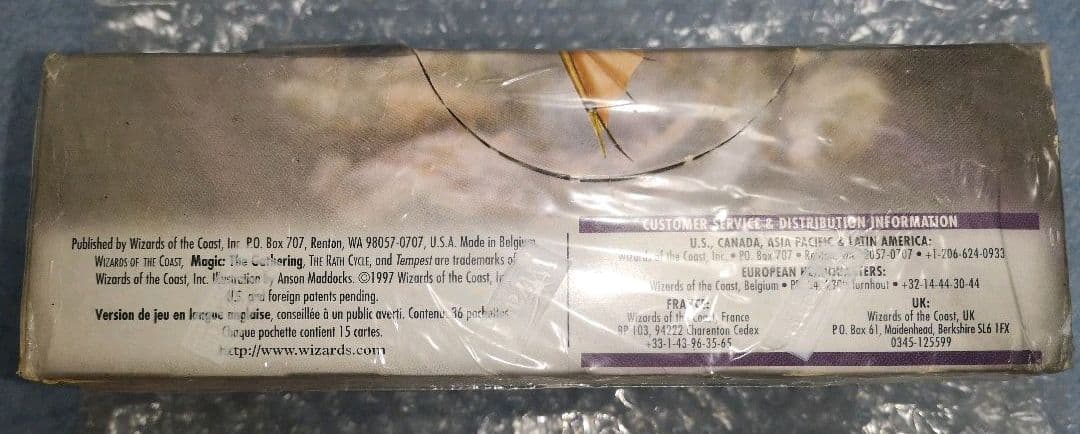 Published by Wizards of the Coast, Inc. P.O. Box 707, Renton, WA 98057-0707, U.S.A. Made in Belgium.
WIZARDS OF THE COAST, Magic: The Gathering, THE RATH CYCLE, and Tempest are trademarks of
Wizards of the Coast, Inc. Illustration by Anson Maddocks. ©1997 Wizards of the Coast, Inc.
U.S. and foreign patents pending.
Version de jeu en langue anglaise, conseillée à un public averti. Contenu: 36 pochettes
Chaque pochette contient 15 cartes.
http://www.wizards.com
CUSTOMER SERVICE & DISTRIBUTION INFORMATION
U.S., CANADA, ASIA PACIFIC & LATIN AMERICA:
Wizards of the Coast, Inc. • P.O. Box 707 • Renton, WA 98057-0707 • +1-206-624-0933
EUROPEAN HEADQUARTERS:
Wizards of the Coast, Belgium • Turnhout • +32-14-44-30-44
FRANCE:
Wizards of the Coast, France
BP 103, 94222 Charenton Cedex
+33-1-43-96-35-65
UK:
Wizards of the Coast, UK
P.O. Box 61, Maidenhead, Berkshire SL6 1FX
0345-125599